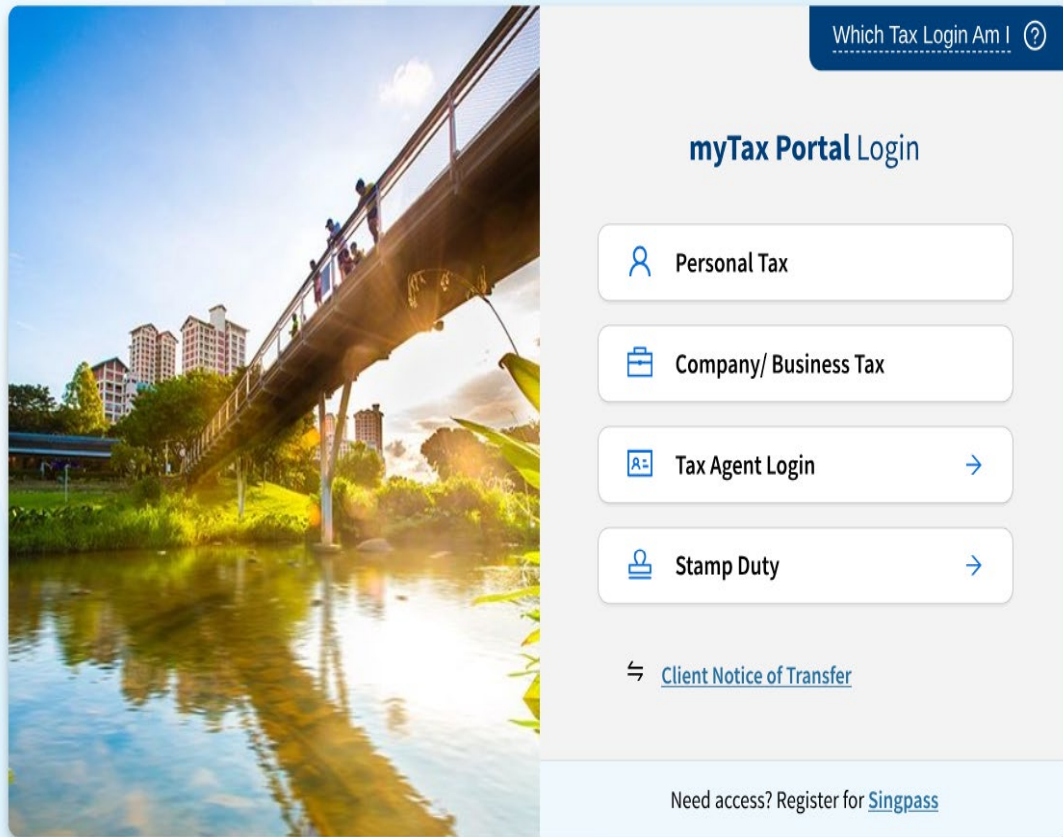 Which Tax Login Am I
myTax Portal Login
Personal Tax
Company/ Business Tax
Tax Agent Login
Stamp Duty
Client Notice of Transfer
Need access? Register for Singpass